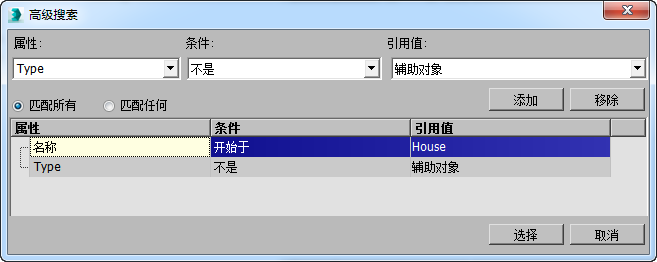 高级搜索
属性: 条件: 引用值:
Type 不是 辅助对象
匹配所有 匹配任何 添加 移除
属性 条件 引用值
名称 开始于 House
Type 不是 辅助对象
选择 取消